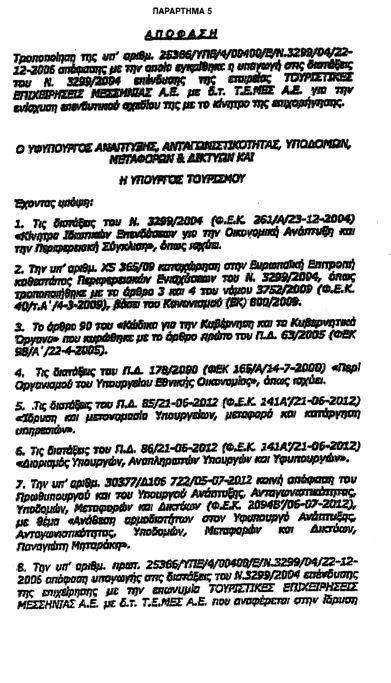 ΠΑΡΑΡΤΗΜΑ 5
ΑΠΟΦΑΣΗ
Τροποποίηση της υπ' αριθμ. 25366/ΥΠΕ/4/00400/Ε/Ν.3299/04/22-
12-2006 απόφασης με την οποία εγκρίθηκε η υπαγωγή στις διατάξεις
του Ν. 3299/2004 επένδυσης της εταιρείας ΤΟΥΡΙΣΤΙΚΕΣ
ΕΠΙΧΕΙΡΗΣΕΙΣ ΜΕΣΣΗΝΙΑΣ Α.Ε. με δ.τ. Τ.Ε.ΜΕΣ Α.Ε. για την
ενίσχυση επενδυτικού σχεδίου της με το κίνητρο της επιχορήγησης.
Ο ΥΦΥΠΟΥΡΓΟΣ ΑΝΑΠΤΥΞΗΣ, ΑΝΤΑΓΩΝΙΣΤΙΚΟΤΗΤΑΣ, ΥΠΟΔΟΜΩΝ,
ΜΕΤΑΦΟΡΩΝ & ΔΙΚΤΥΩΝ ΚΑΙ
Η ΥΠΟΥΡΓΟΣ ΤΟΥΡΙΣΜΟΥ
Έχοντας υπόψη:
1. Τις διατάξεις του Ν. 3299/2004 (Φ.Ε.Κ. 261/Α/23-12-2004)
«Κίνητρα Ιδιωτικών Επενδύσεων για την Οικονομική Ανάπτυξη και
την Περιφερειακή Σύγκλιση», όπως ισχύει.
2. Την υπ' αριθμ. XS 365/09 καταχώρηση στην Ευρωπαϊκή Επιτροπή
καθεστώτος Περιφερειακών Ενισχύσεων του Ν. 3299/2004, όπως
τροποποιήθηκε με τα άρθρα 3 και 4 του νόμου 3752/2009 (Φ.Ε.Κ.
40/τ.Α'/4-3-2009), βάσει του Κανονισμού (ΕΚ) 800/2009.
3. Το άρθρο 90 του «Κώδικα για την Κυβέρνηση και τα Κυβερνητικά
Όργανα» που κυρώθηκε με το άρθρο πρώτο του Π.Δ. 63/2005 (ΦΕΚ
98/Α'/22-4-2005).
4. Τις διατάξεις του Π.Δ. 178/2000 (ΦΕΚ 165/Α/14-7-2000) «Περί
Οργανισμού του Υπουργείου Εθνικής Οικονομίας», όπως ισχύει.
5. Τις διατάξεις του Π.Δ. 85/21-06-2012 (Φ.Ε.Κ. 141Α'/21-06-2012)
«Ίδρυση και μετονομασία Υπουργείων, μεταφορά και κατάργηση
υπηρεσιών».
6. Τις διατάξεις του Π.Δ. 86/21-06-2012 (Φ.Ε.Κ. 141Α'/21-06-2012)
«Διορισμός Υπουργών, Αναπληρωτών Υπουργών και Υφυπουργών».
7. Την υπ' αριθμ. 30377/Δ106 722/05-07-2012 κοινή απόφαση του
Πρωθυπουργού και του Υπουργού Ανάπτυξης, Ανταγωνιστικότητας,
Υποδομών, Μεταφορών και Δικτύων (Φ.Ε.Κ. 2094Β'/06-07-2012),
με θέμα «Ανάθεση αρμοδιοτήτων στον Υφυπουργό Ανάπτυξης,
Ανταγωνιστικότητας, Υποδομών, Μεταφορών και Δικτύων,
Παναγιώτη Μηταράκη».
8. Την υπ' αριθμ. πρωτ. 25366/ΥΠΕ/4/00400/Ε/Ν.3299/04/22-12-
2006 απόφαση υπαγωγής στις διατάξεις του Ν.3299/2004 επένδυσης
της επιχείρησης με την επωνυμία ΤΟΥΡΙΣΤΙΚΕΣ ΕΠΙΧΕΙΡΗΣΕΙΣ
ΜΕΣΣΗΝΙΑΣ Α.Ε. με δ.τ. Τ.Ε.ΜΕΣ Α.Ε. που αναφέρεται στην ίδρυση